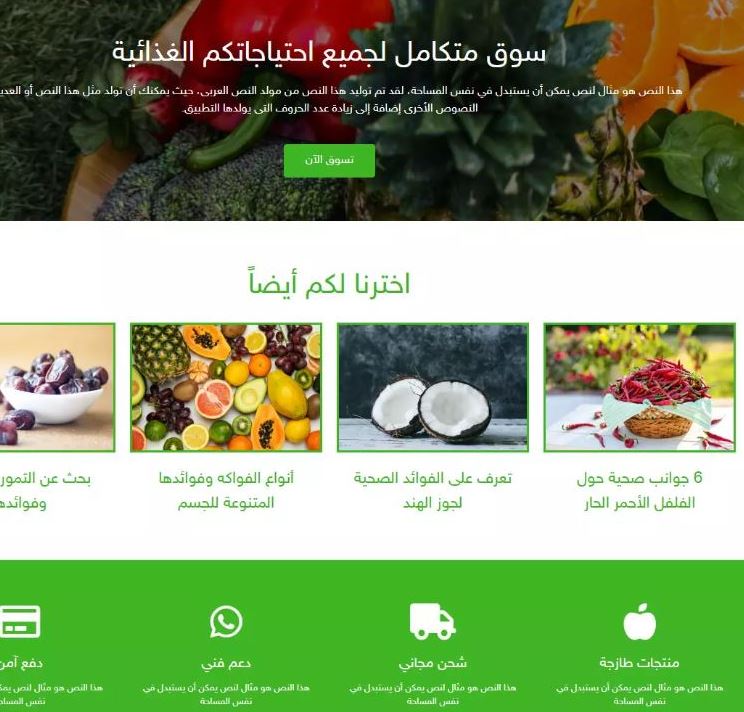 سوق متكامل لجميع احتياجاتكم الغذائية
هذا النص هو مثال لنص يمكن أن يستبدل في نفس المساحة، لقد تم توليد هذا النص من مولد النص العربى، حيث يمكنك أن تولد مثل هذا النص أو العديد
النصوص الأخرى إضافة إلى زيادة عدد الحروف التى يولدها التطبيق.
تسوق الآن
اخترنا لكم أيضاً
6 جوانب صحية حول
الفلفل الأحمر الحار
تعرف على الفوائد الصحية
لجوز الهند
أنواع الفواكه وفوائدها
المتنوعة للجسم
بحث عن التمور
وفوائد
منتجات طازجة
هذا النص هو مثال لنص يمكن أن يستبدل في
نفس المساحة
شحن مجاني
هذا النص هو مثال لنص يمكن أن يستبدل في
نفس المساحة
دعم فني
هذا النص هو مثال لنص يمكن أن يستبدل في
نفس المساحة
دفع آمن
هذا النص هو مثال لنص
نفس المساحة